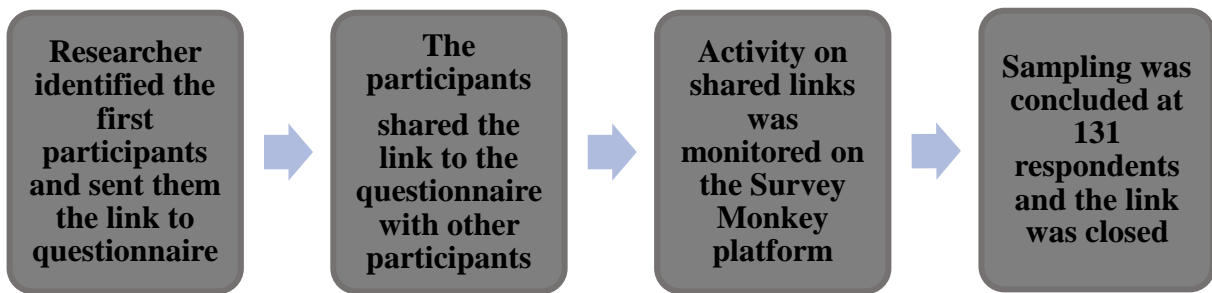 Researcher
identified the
first
participants
and sent them
the link to
questionnaire
The
participants
shared the
link to the
questionnaire
with other
participants
Activity on
shared links
was
monitored on
the Survey
Monkey
platform
Sampling was
concluded at
131
respondents
and the link
was closed